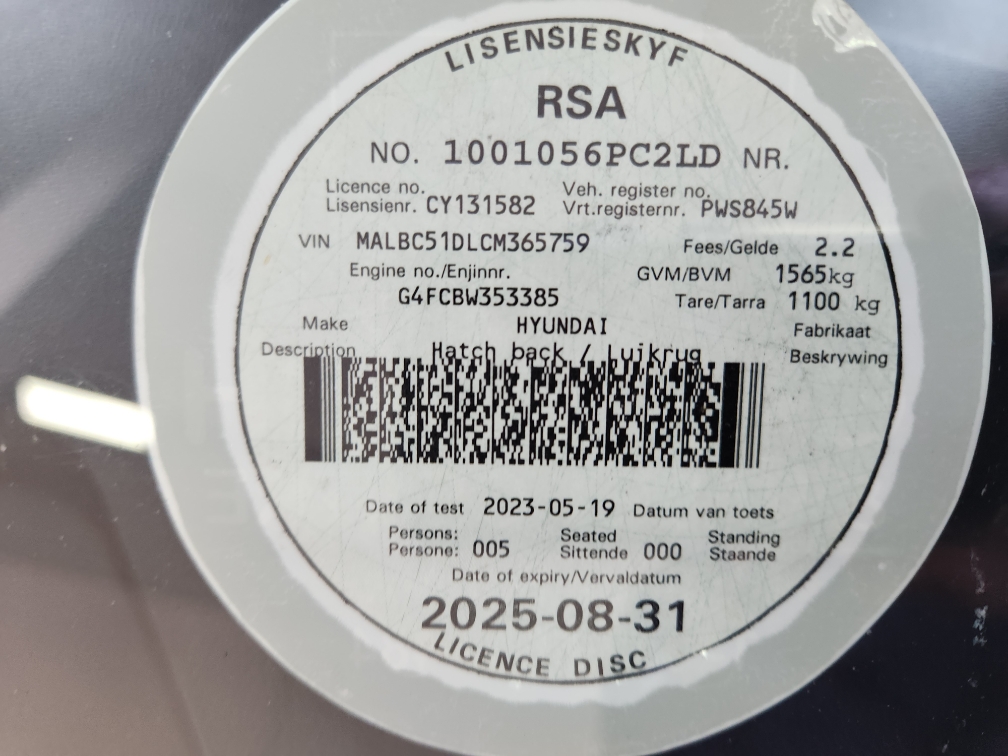 LISENSIESKYF
RSA
NO. 1001056PC2LD NR.
Licence no. Veh. register no.
Lisensienr. CY131582 Vrt.registernr. PWS845W
VIN MALBC51DLCM365759 Fees/Gelde 2.2
Engine no./Enjinnr. GVM/BVM 1565kg
G4FCBW353385 Tare/Tarra 1100 kg
Make HYUNDAI Fabrikaat
Description Hatch back / Luikrug Beskrywing
Date of test 2023-05-19 Datum van toets
Persons: Seated Standing
Persone: 005 Sittende 000 Staande
Date of expiry/Vervaldatum
2025-08-31
LICENCE DISC